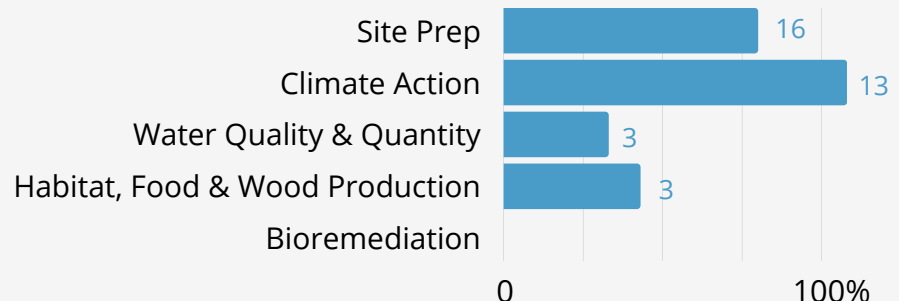 Site Prep 16
Climate Action 13
Water Quality & Quantity 3
Habitat, Food & Wood Production 3
Bioremediation
0 100%